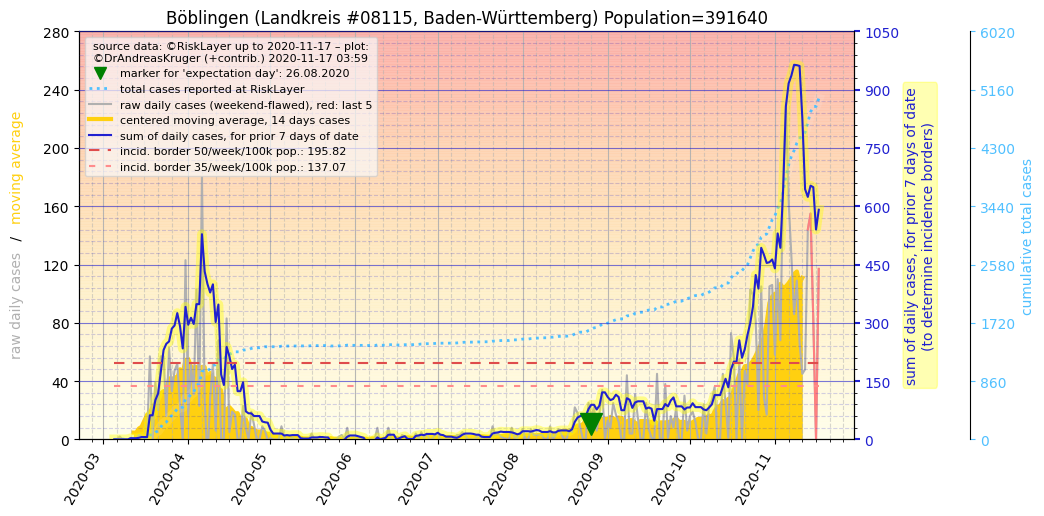 Böblingen (Landkreis #08115, Baden-Württemberg) Population=391640
source data: ©RiskLayer up to 2020-11-17 – plot:
©DrAndreasKruger (+contrib.) 2020-11-17 03:59
marker for 'expectation day': 26.08.2020
total cases reported at RiskLayer
raw daily cases (weekend-flawed), red: last 5
centered moving average, 14 days cases
sum of daily cases, for prior 7 days of date
incid. border 50/week/100k pop.: 195.82
incid. border 35/week/100k pop.: 137.07
raw daily cases / moving average
280
240
200
160
120
80
40
0
1050
900
750
600
450
300
150
0
sum of daily cases, for prior 7 days of date
(to determine incidence borders)
6020
5160
4300
3440
2580
1720
860
0
cumulative total cases
2020-03
2020-04
2020-05
2020-06
2020-07
2020-08
2020-09
2020-10
2020-11